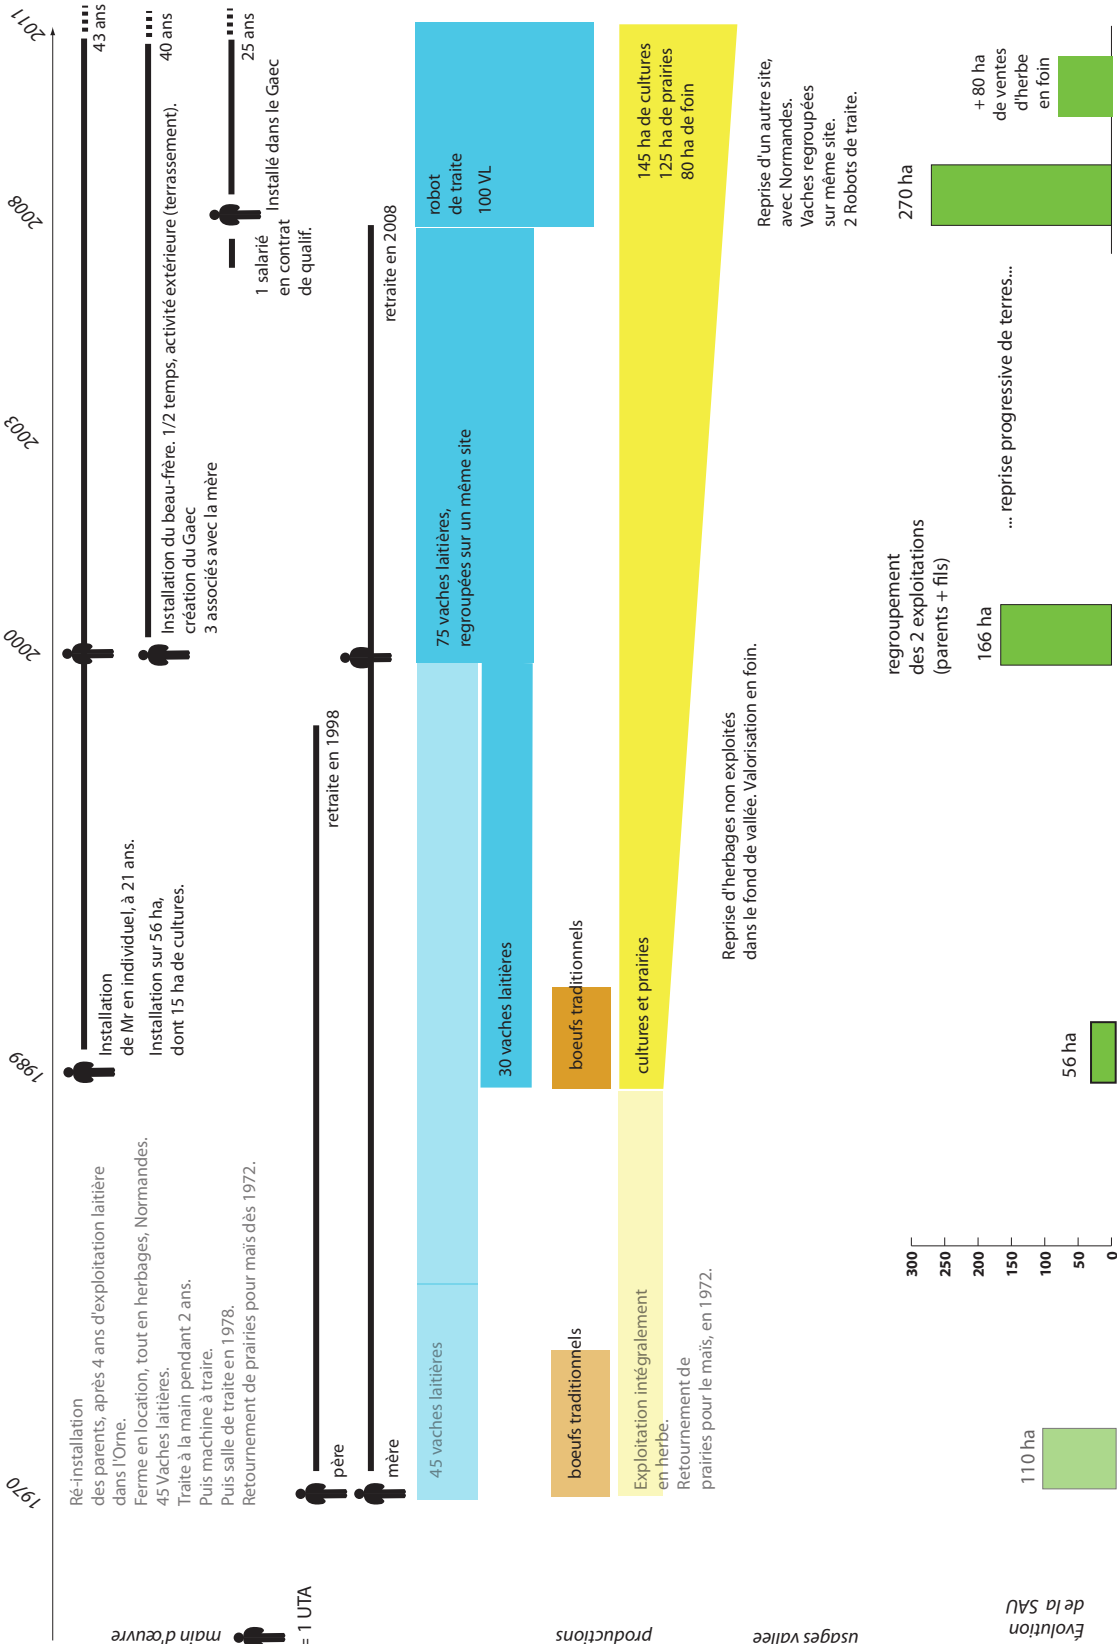 1970
1989
2000
2003
2008
2011
main d'œuvre
= 1 UTA
Ré-installation
des parents, après 4 ans d'exploitation laitière
dans l'Orne.
Ferme en location, tout en herbages, Normandes.
45 Vaches laitières.
Traite à la main pendant 2 ans.
Puis machine à traire.
Puis salle de traite en 1978.
Retournement de prairies pour maïs dès 1972.
Installation
de Mr en individuel, à 21 ans.
Installation sur 56 ha,
dont 15 ha de cultures.
43 ans
Installation du beau-frère. 1/2 temps, activité extérieure (terrassement).
création du Gaec
3 associés avec la mère
40 ans
1 salarié
en contrat
de qualif.
Installé dans le Gaec
25 ans
père
retraite en 1998
mère
retraite en 2008
productions
45 vaches laitières
30 vaches laitières
75 vaches laitières,
regroupées sur un même site
robot
de traite
100 VL
boeufs traditionnels
boeufs traditionnels
Exploitation intégralement
en herbe.
Retournement de
prairies pour le maïs, en 1972.
cultures et prairies
145 ha de cultures
125 ha de prairies
80 ha de foin
usages vallée
Reprise d'herbages non exploités
dans le fond de vallée. Valorisation en foin.
Reprise d'un autre site,
avec Normandes.
Vaches regroupées
sur même site.
2 Robots de traite.
Évolution
de la SAU
300
250
200
150
100
50
0
110 ha
56 ha
regroupement
des 2 exploitations
(parents + fils)
166 ha
... reprise progressive de terres...
270 ha
+ 80 ha
de ventes
d'herbe
en foin